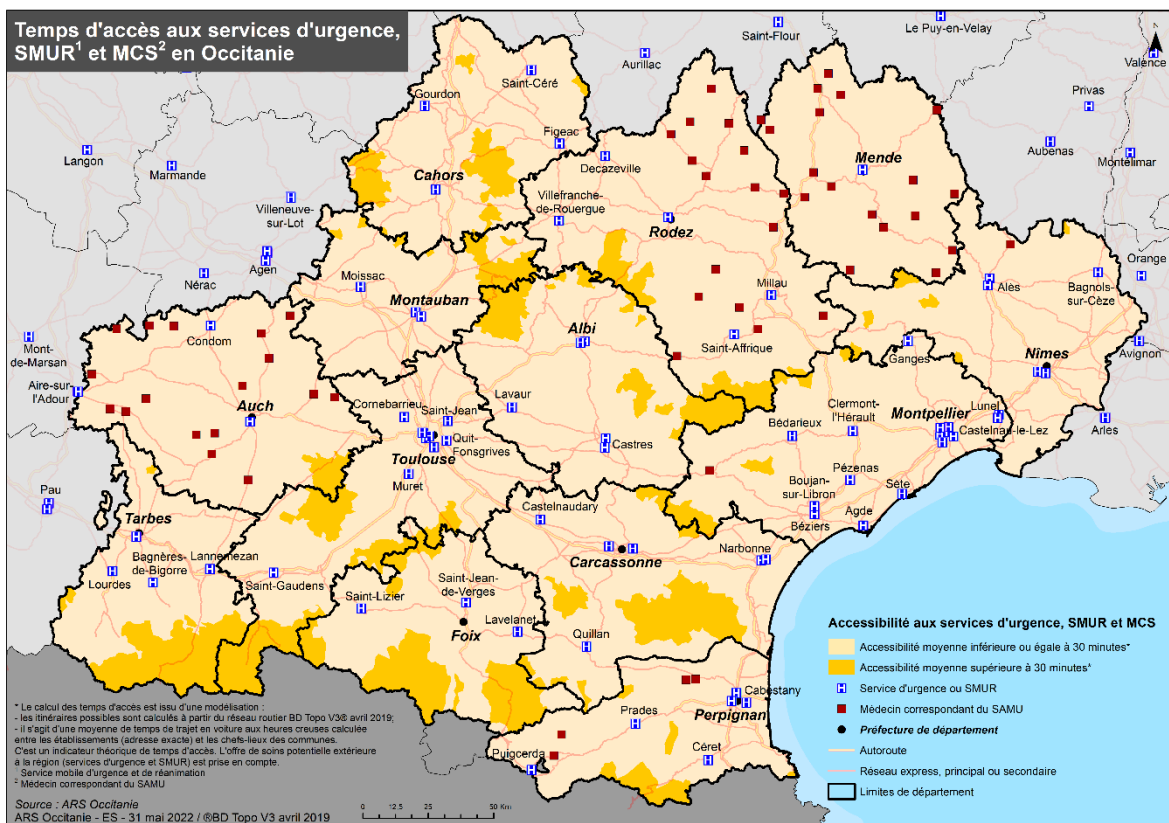 Temps d'accès aux services d'urgence,
SMUR¹ et MCS² en Occitanie
Saint-Flour
Le Puy-en-Velay
N
Aurillac
Valence
Saint-Céré
Gourdon
Privas
Figeac
Langon
Marmande
Decazeville
Mende
Aubenas
Montélimar
Cahors
Villeneuve-
sur-Lot
Villefranche-
de-Rouergue
Rodez
Agen
Moissac
Orange
Nérac
Montauban
Millau
Alès
Bagnols-
sur-Cèze
Condom
Albi
Mont-
de-Marsan
Saint-Affrique
Ganges
Avignon
Nîmes
Aire-sur-
l'Adour
Auch
Cornebarrieu
Saint-Jean
Lavaur
Clermont-
l'Hérault
Montpellier
Lunel
Castelnau-le-Lez
Arles
Bédarieux
Quit-
Fonsgrives
Toulouse
Castres
Muret
Pézenas
Boujan-
sur-Libron
Sète
Pau
Castelnaudary
Béziers
Agde
Tarbes
Bagnères-
de-Bigorre
Lannemezan
Carcassonne
Narbonne
Lourdes
Saint-Gaudens
Saint-Lizier
Saint-Jean-
de-Verges
Foix
Lavelanet
Quillan
Cabestany
Prades
Perpignan
Puigcerda
Céret
Accessibilité aux services d'urgence, SMUR et MCS
Accessibilité moyenne inférieure ou égale à 30 minutes*
Accessibilité moyenne supérieure à 30 minutes*
H Service d'urgence ou SMUR
Médecin correspondant du SAMU
Préfecture de département
Autoroute
Réseau express, principal ou secondaire
Limites de département
* Le calcul des temps d'accès est issu d'une modélisation :
- les itinéraires possibles sont calculés à partir du réseau routier BD Topo V3® avril 2019;
- il s'agit d'une moyenne de temps de trajet en voiture aux heures creuses calculée
entre les établissements (adresse exacte) et les chefs-lieux des communes.
C'est un indicateur théorique de temps d'accès. L'offre de soins potentielle extérieure
à la région (services d'urgence et SMUR) est prise en compte.
¹ Service mobile d'urgence et de réanimation
² Médecin correspondant du SAMU
Source : ARS Occitanie
ARS Occitanie - ES - 31 mai 2022 / ®BD Topo V3 avril 2019
0 12.5 25 50 Km